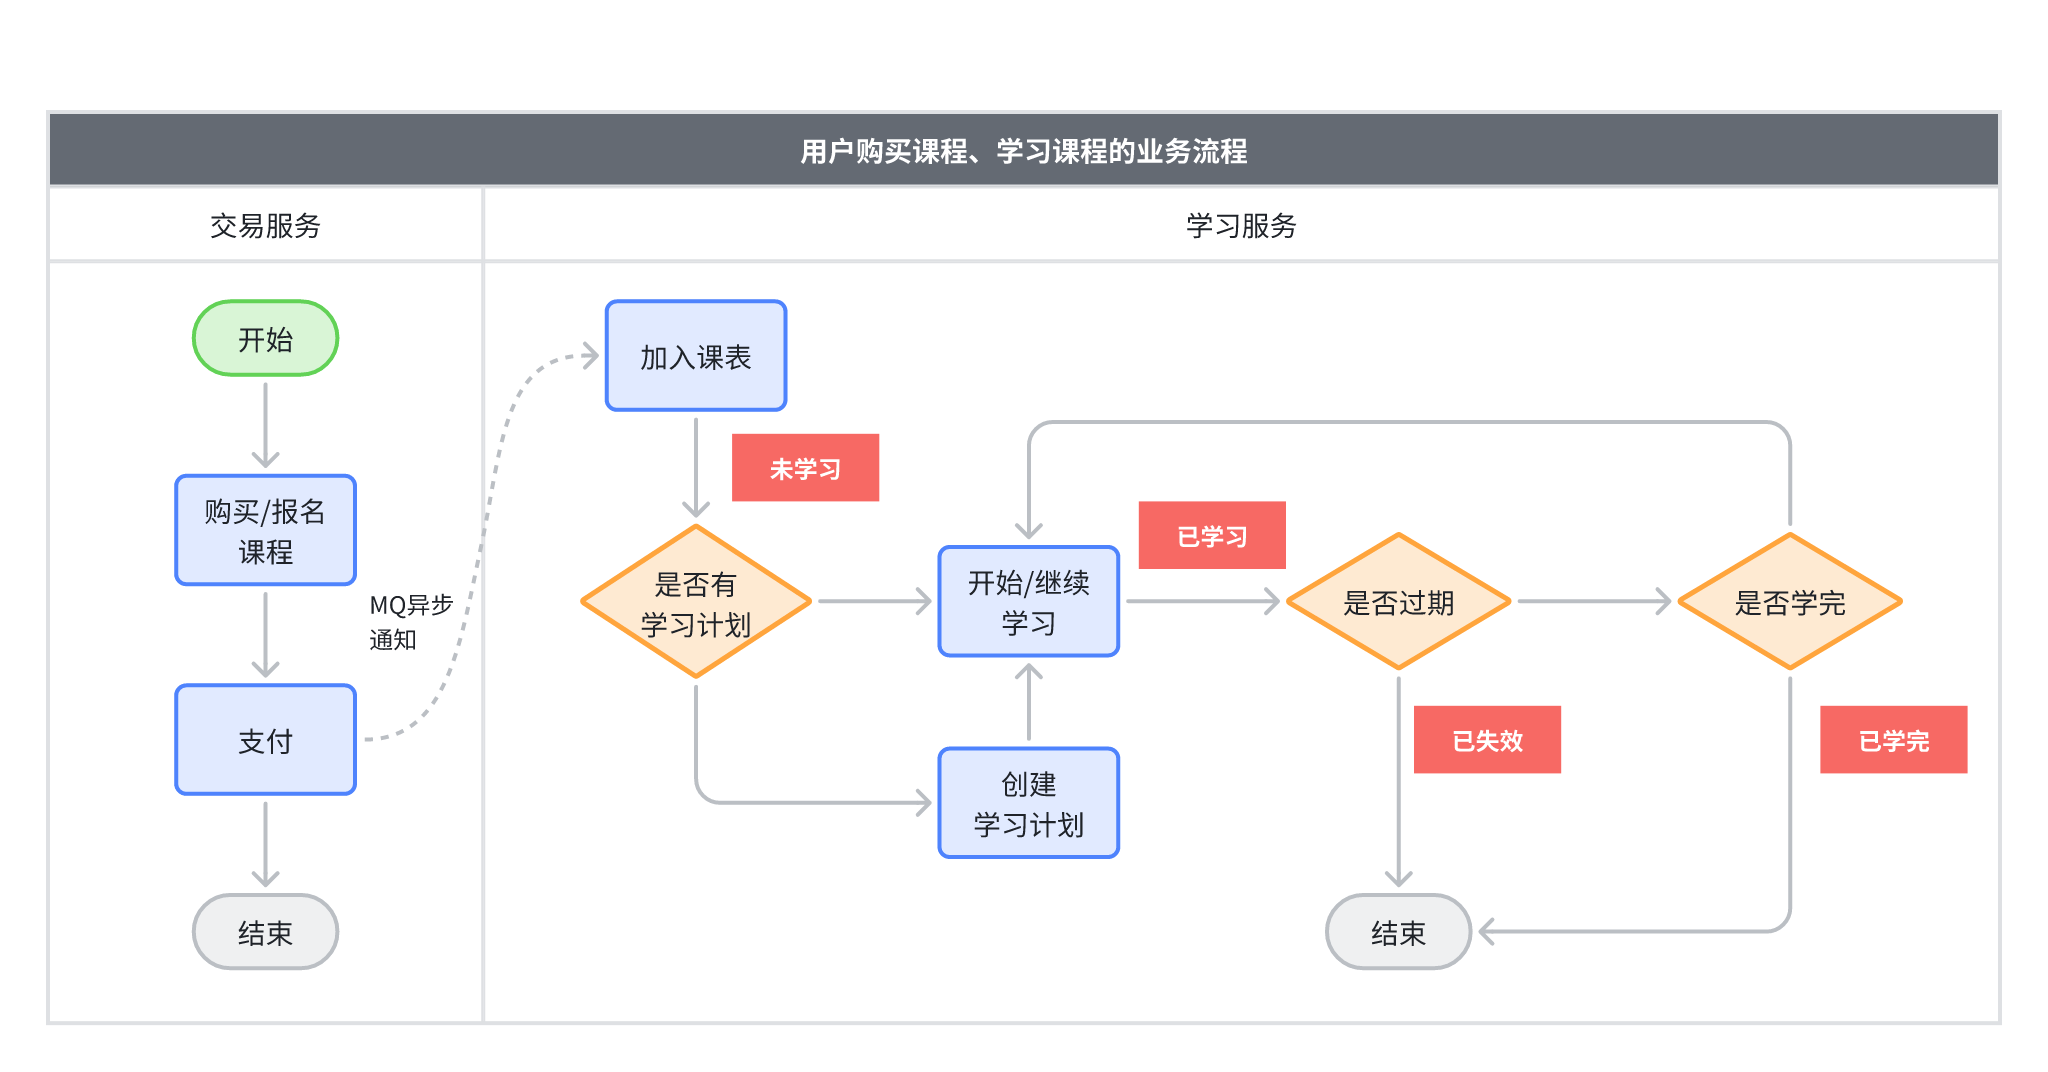 用户购买课程、学习课程的业务流程
交易服务
学习服务
开始
购买/报名
课程
MQ异步
通知
支付
结束
加入课表
未学习
是否有
学习计划
开始/继续
学习
已学习
是否过期
是否学完
创建
学习计划
已失效
已学完
结束